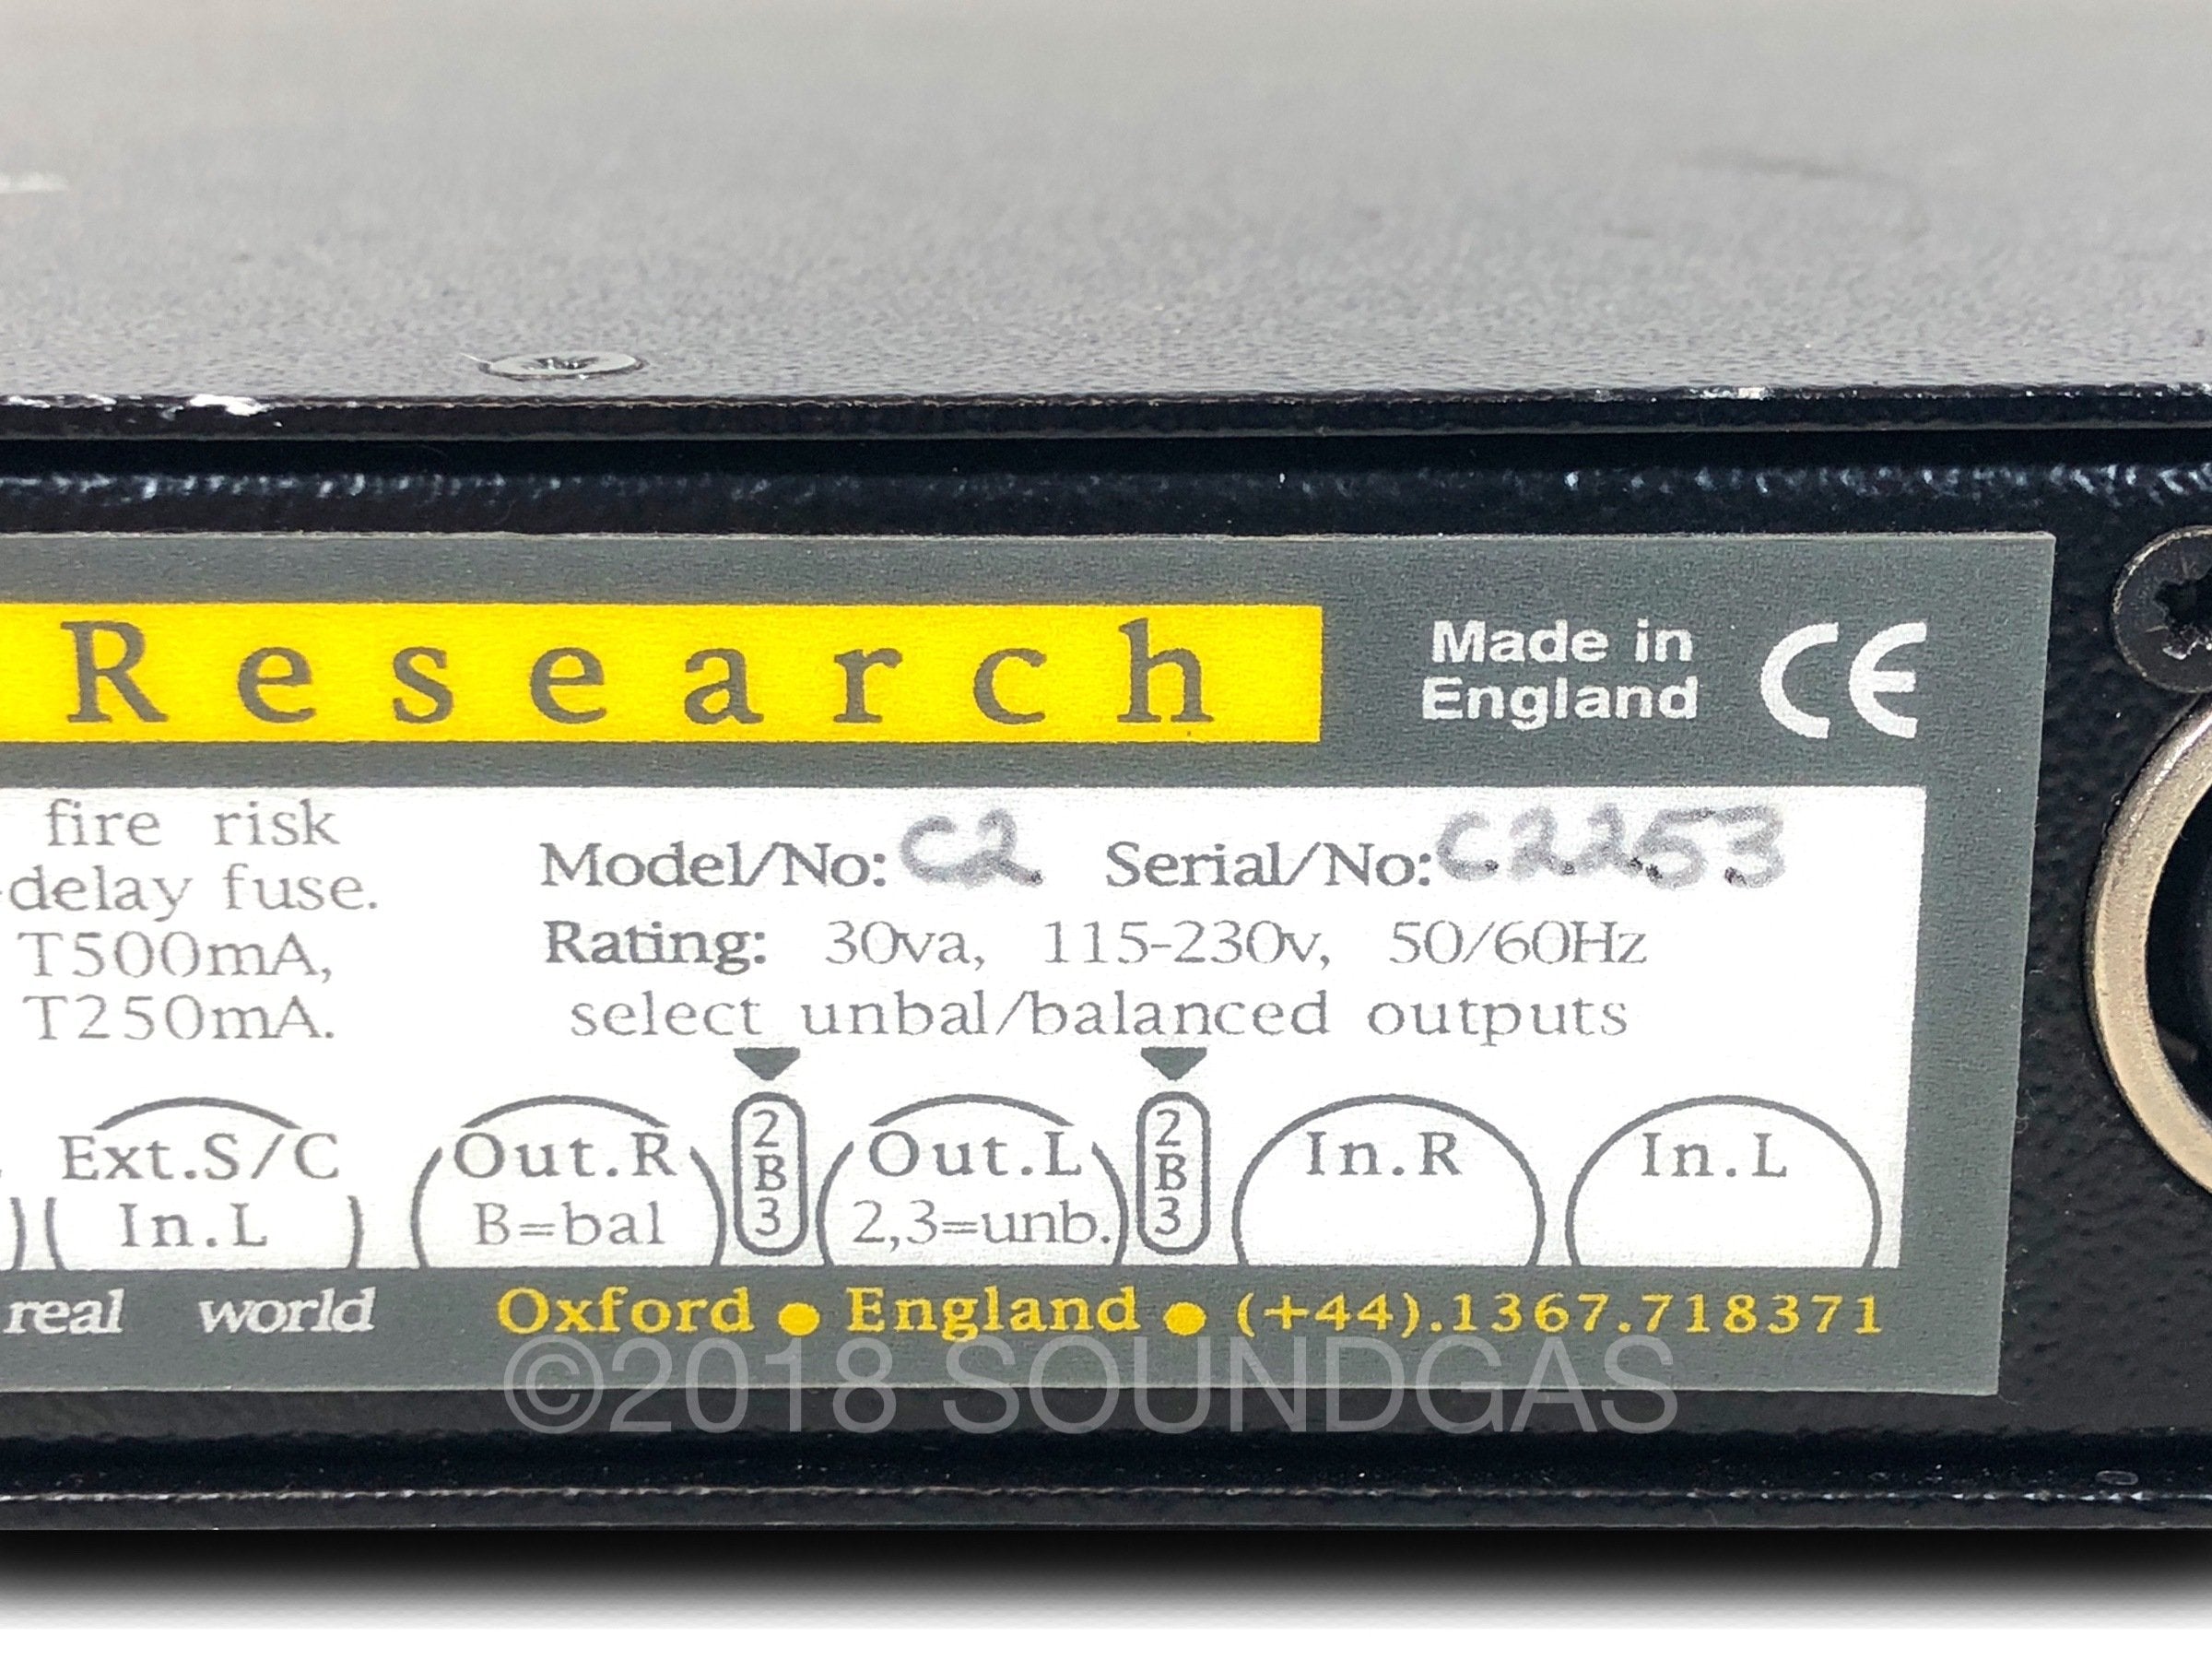 Research
Made in
England
CE
fire risk
-delay fuse.
T500mA,
T250mA.
Model/No: C2 Serial/No: C2253
Rating: 30va, 115-230v, 50/60Hz
select unbal/balanced outputs
Ext.S/C
In.L
Out.R
B=bal
2
B
3
Out.L
2,3=unb.
2
B
3
In.R
In.L
real world
Oxford ● England ● (+44).1367.718371
©2018 SOUNDGAS